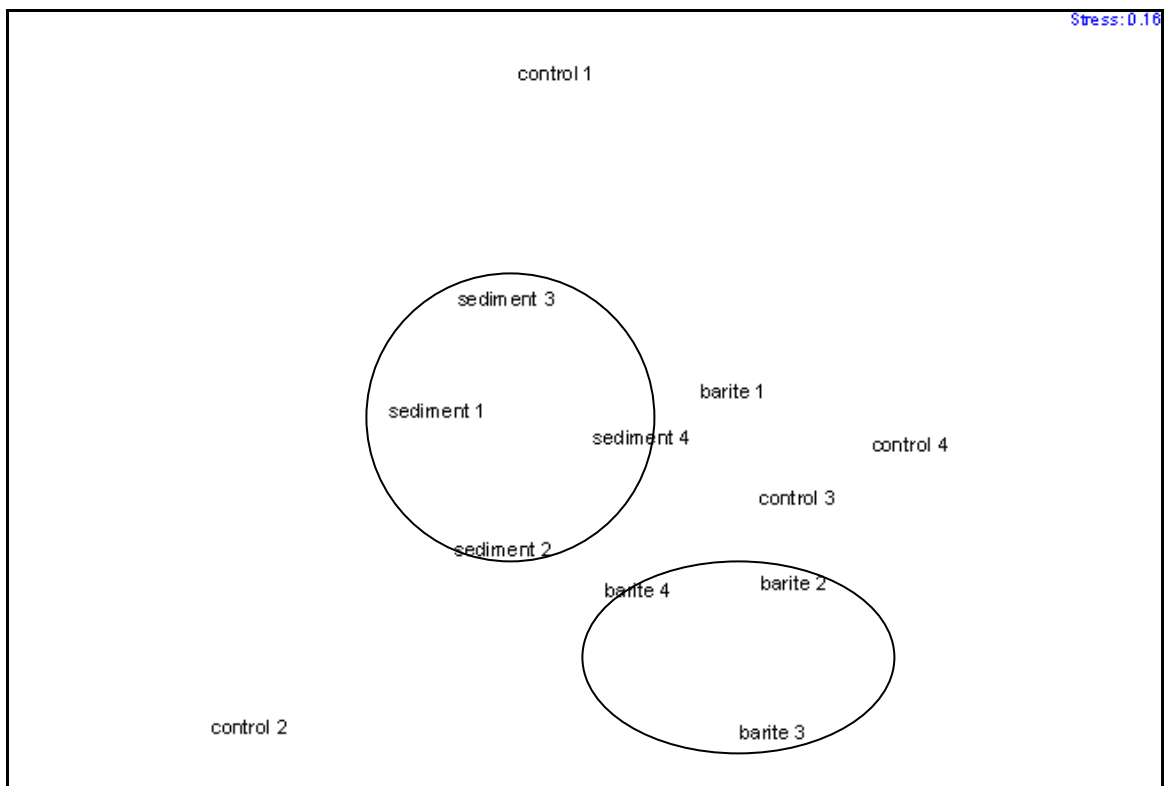 Stress: 0.16
control 1
sediment 3
barite 1
sediment 1
sediment 4
control 4
control 3
sediment 2
barite 4
barite 2
control 2
barite 3